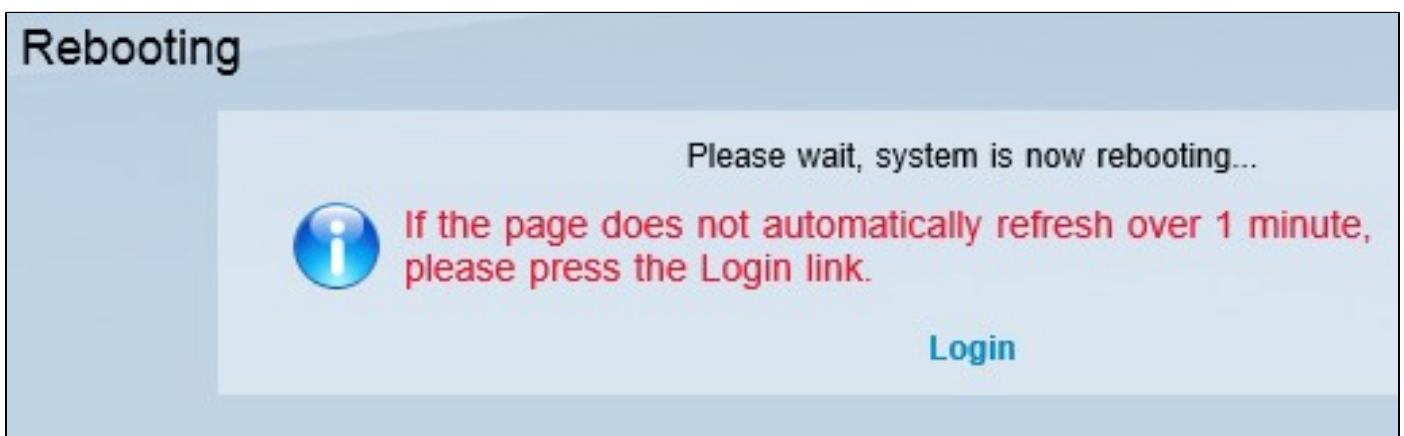 Rebooting
Please wait, system is now rebooting...
If the page does not automatically refresh over 1 minute,
please press the Login link.
Login